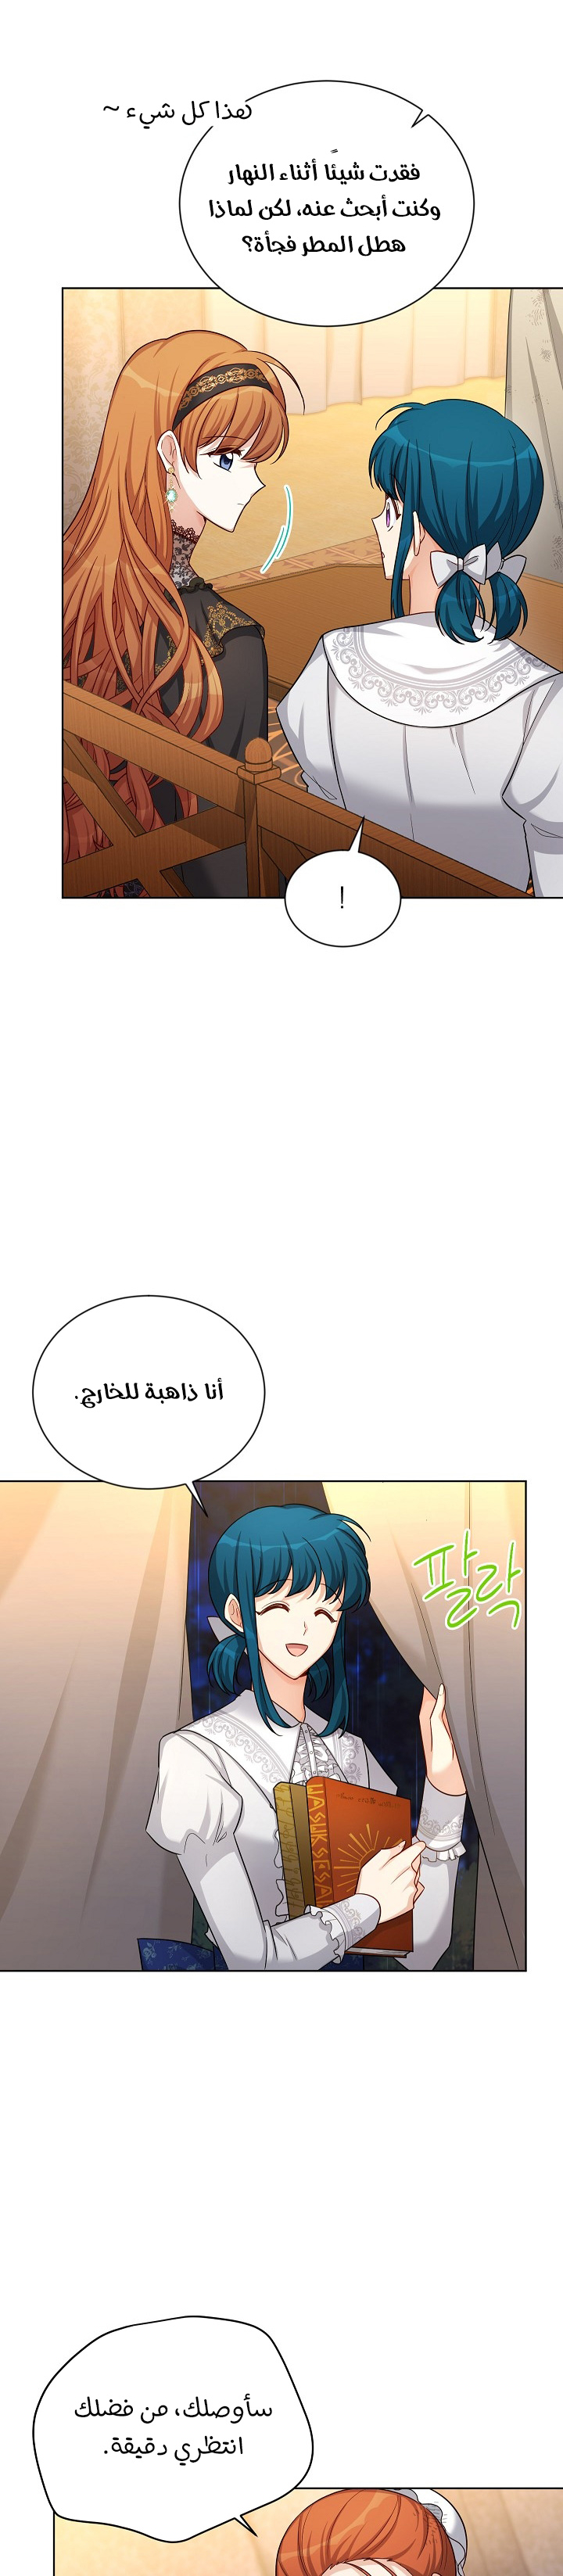 هذا كل شيء ~
فقدت شيئًا أثناء النهار
وكنت أبحث عنه، لكن لماذا
هطل المطر فجأة؟
!
أنا ذاهبة للخارج.
팔락
سأوصلك، من فضلك
انتظري دقيقة.